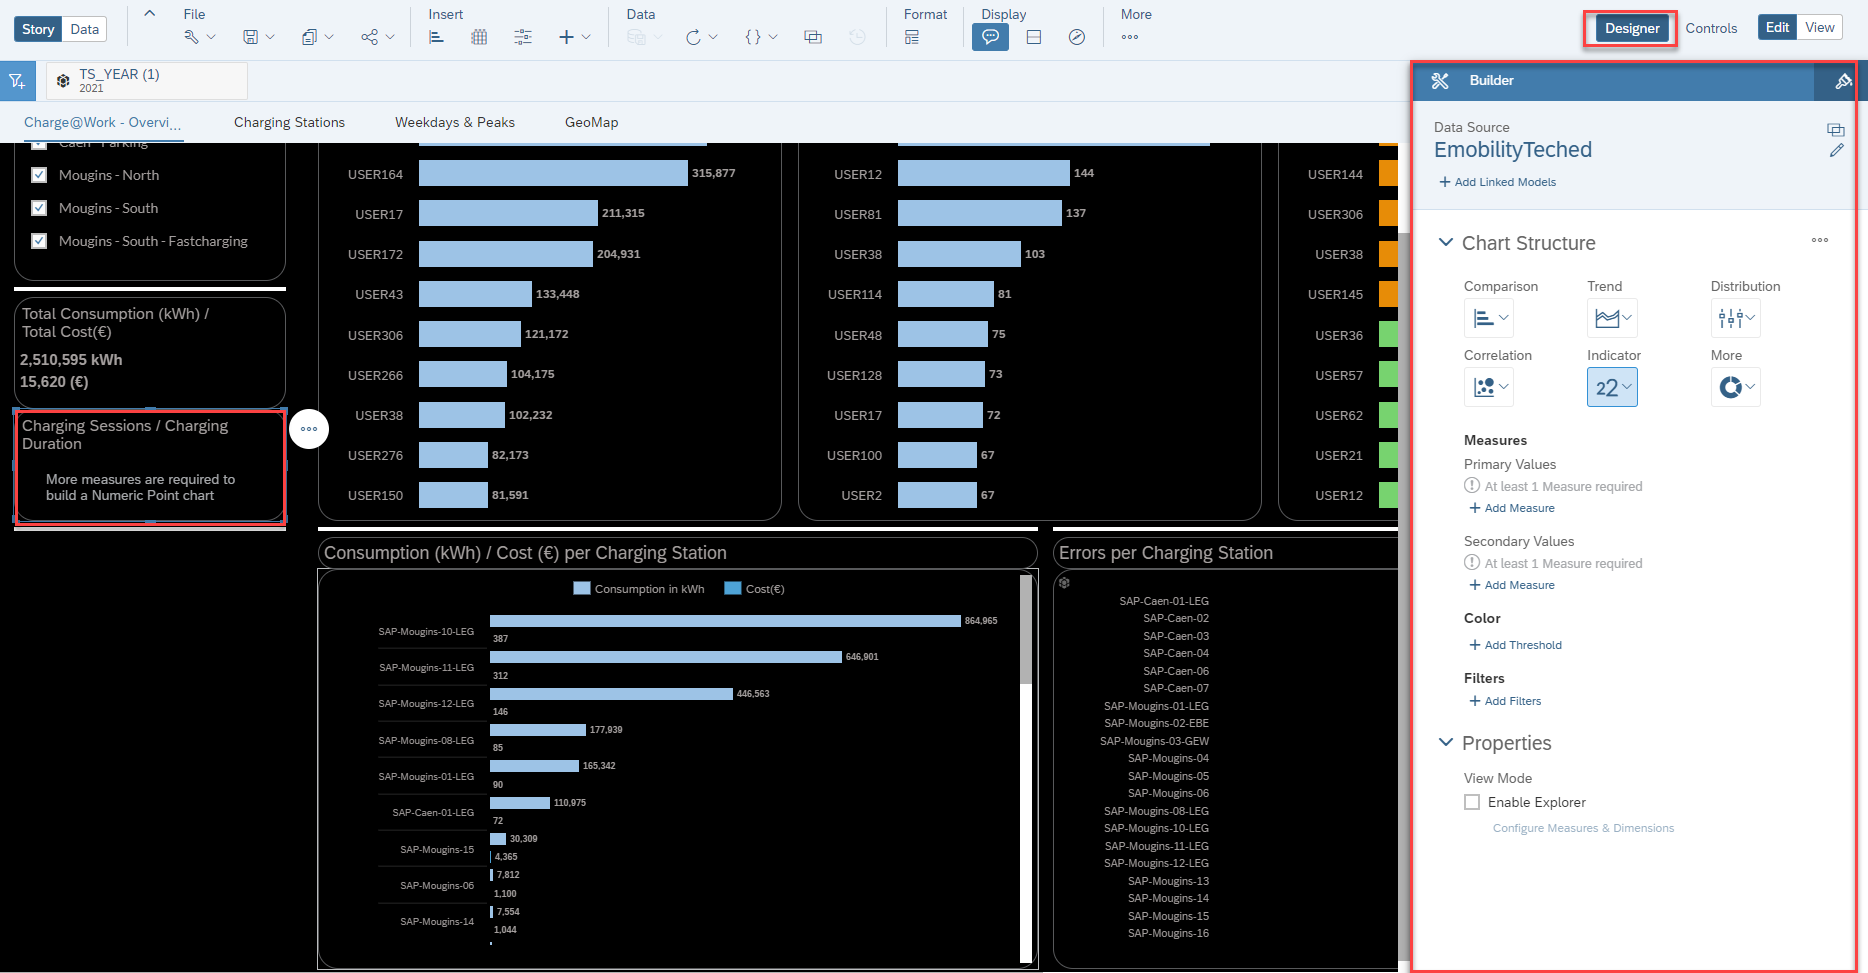 Story Data
File
Insert
Data
Format
Display
More
Designer
Controls
Edit View
TS_YEAR (1)
2021
Charge@Work - Overvi...
Charging Stations
Weekdays & Peaks
GeoMap
Caen - Parking
Mougins - North
Mougins - South
Mougins - South - Fastcharging
Total Consumption (kWh) /
Total Cost(€)
2,510,595 kWh
15,620 (€)
Charging Sessions / Charging
Duration
More measures are required to
build a Numeric Point chart
USER164 315,877
USER17 211,315
USER172 204,931
USER43 133,448
USER306 121,172
USER266 104,175
USER38 102,232
USER276 82,173
USER150 81,591
USER12 144
USER81 137
USER38 103
USER114 81
USER48 75
USER128 73
USER17 72
USER100 67
USER2 67
USER144
USER306
USER38
USER145
USER36
USER57
USER62
USER21
USER12
Consumption (kWh) / Cost (€) per Charging Station
Consumption in kWh Cost(€)
SAP-Mougins-10-LEG 864,965
387
SAP-Mougins-11-LEG 646,901
312
SAP-Mougins-12-LEG 446,563
146
SAP-Mougins-08-LEG 177,939
85
SAP-Mougins-01-LEG 165,342
90
SAP-Caen-01-LEG 110,975
72
SAP-Mougins-15 30,309
4,365
SAP-Mougins-06 7,812
1,100
SAP-Mougins-14 7,554
1,044
Errors per Charging Station
SAP-Caen-01-LEG
SAP-Caen-02
SAP-Caen-03
SAP-Caen-04
SAP-Caen-06
SAP-Caen-07
SAP-Mougins-01-LEG
SAP-Mougins-02-EBE
SAP-Mougins-03-GEW
SAP-Mougins-04
SAP-Mougins-05
SAP-Mougins-06
SAP-Mougins-08-LEG
SAP-Mougins-10-LEG
SAP-Mougins-11-LEG
SAP-Mougins-12-LEG
SAP-Mougins-13
SAP-Mougins-14
SAP-Mougins-15
SAP-Mougins-16
Builder
Data Source
EmobilityTeched
+ Add Linked Models
Chart Structure
Comparison
Trend
Distribution
Correlation
Indicator
More
22
Measures
Primary Values
At least 1 Measure required
+ Add Measure
Secondary Values
At least 1 Measure required
+ Add Measure
Color
+ Add Threshold
Filters
+ Add Filters
Properties
View Mode
Enable Explorer
Configure Measures & Dimensions